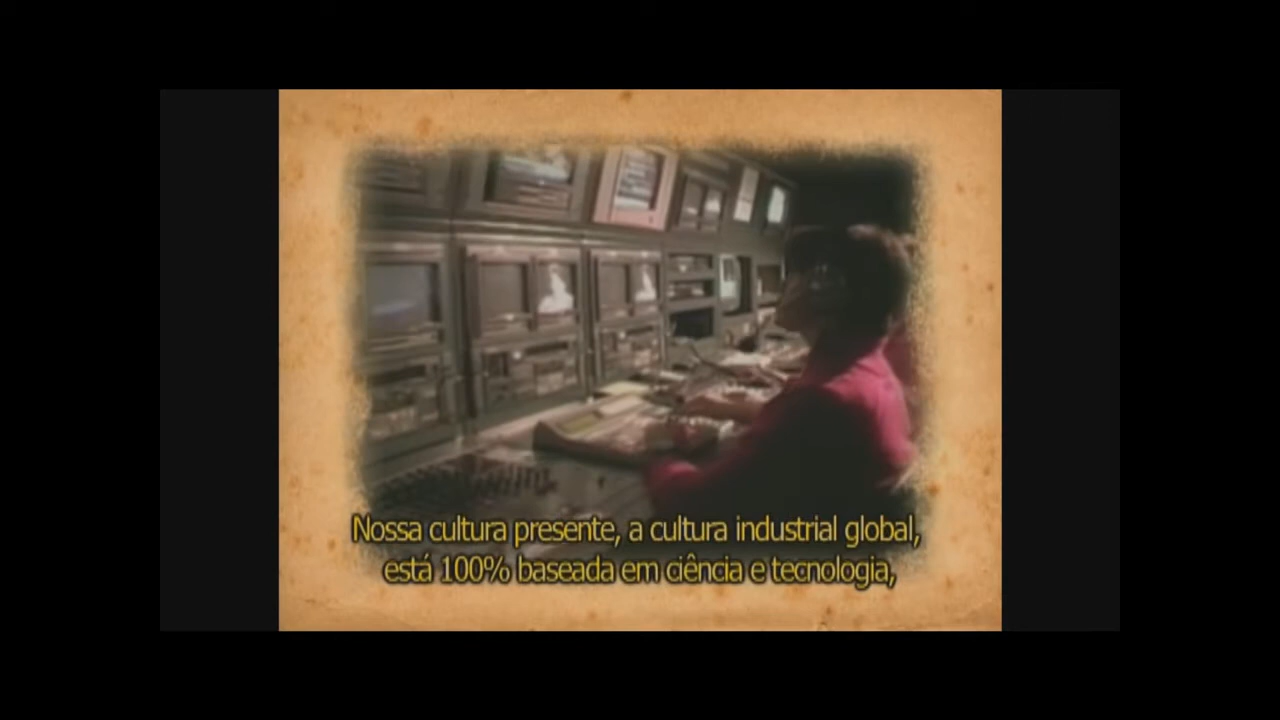 Nossa cultura presente, a cultura industrial global,
está 100% baseada em ciência e tecnologia,